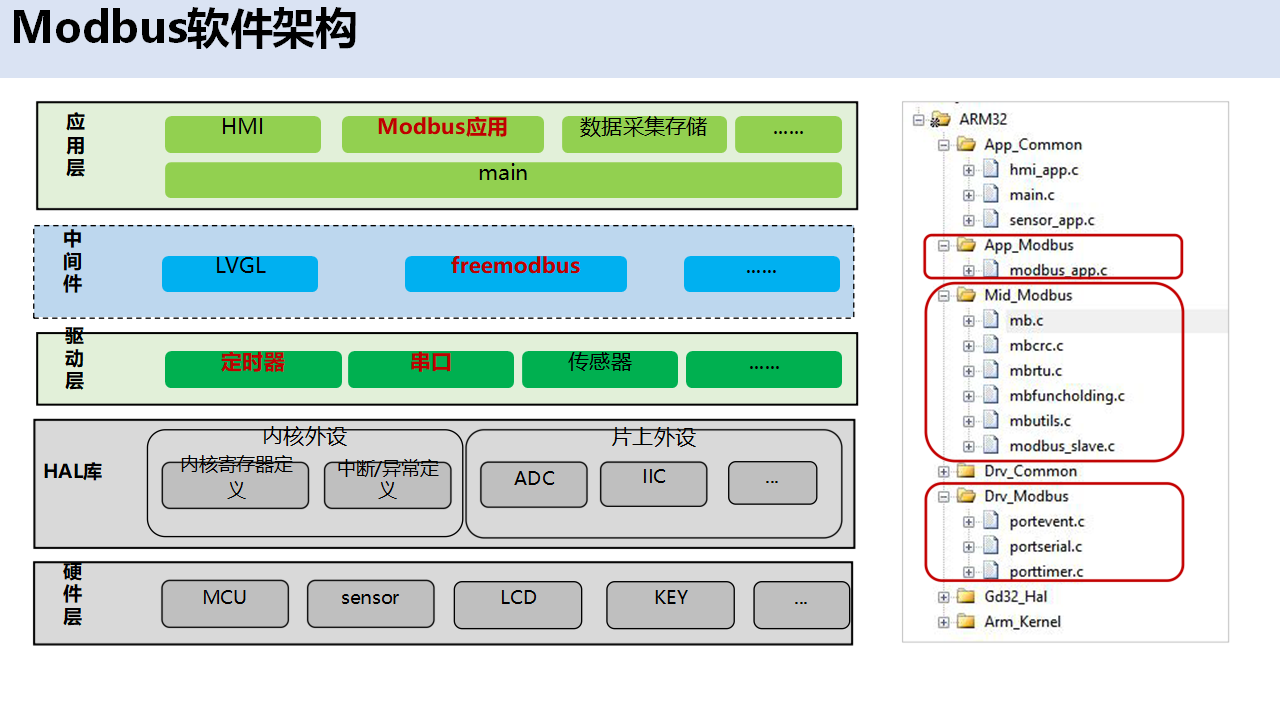 Modbus软件架构
应用层
HMI
Modbus应用
数据采集存储
......
main
中间件
LVGL
freemodbus
......
驱动层
定时器
串口
传感器
......
HAL库
内核外设
内核寄存器定
义
中断/异常定
义
片上外设
ADC
IIC
...
硬件层
MCU
sensor
LCD
KEY
...
ARM32
App_Common
hmi_app.c
main.c
sensor_app.c
App_Modbus
modbus_app.c
Mid_Modbus
mb.c
mbcrc.c
mbrtu.c
mbfuncholding.c
mbutils.c
modbus_slave.c
Drv_Common
Drv_Modbus
portevent.c
portserial.c
porttimer.c
Gd32_Hal
Arm_Kernel